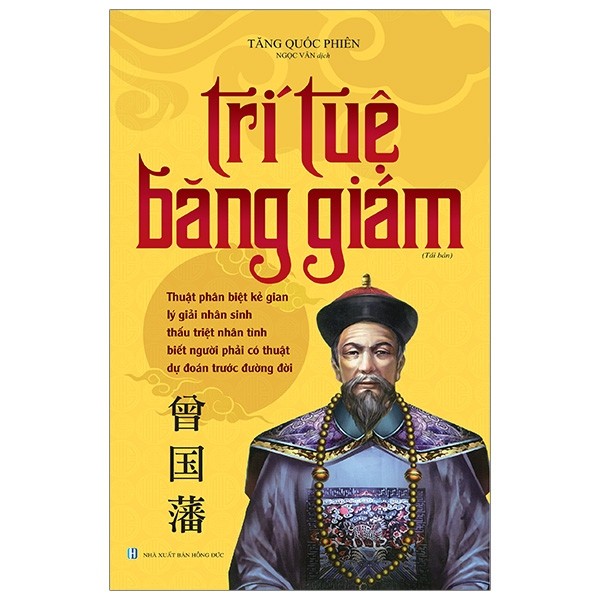 TĂNG QUỐC PHIÊN
NGỌC VÂN dịch
trí tuệ
băng giám
(Tái bản)
Thuật phân biệt kẻ gian
lý giải nhân sinh
thấu triệt nhân tình
biết người phải có thuật
dự đoán trước đường đời
曾
国
藩
NHÀ XUẤT BẢN HỒNG ĐỨC